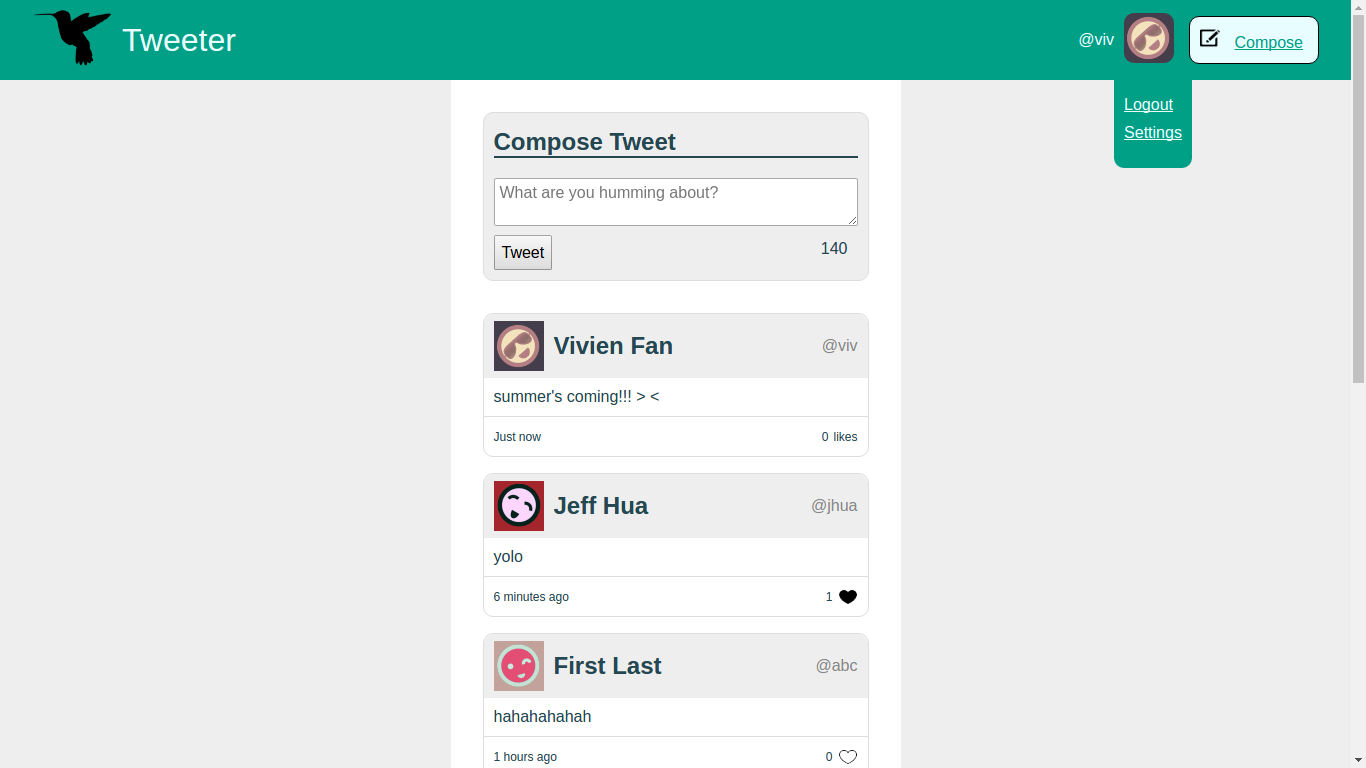 Tweeter
@viv
Compose
Logout
Settings
Compose Tweet
What are you humming about?
Tweet
140
Vivien Fan
@viv
summer's coming!!! > <
Just now
0 likes
Jeff Hua
@jhua
yolo
6 minutes ago
1
First Last
@abc
hahahahahah
1 hours ago
0